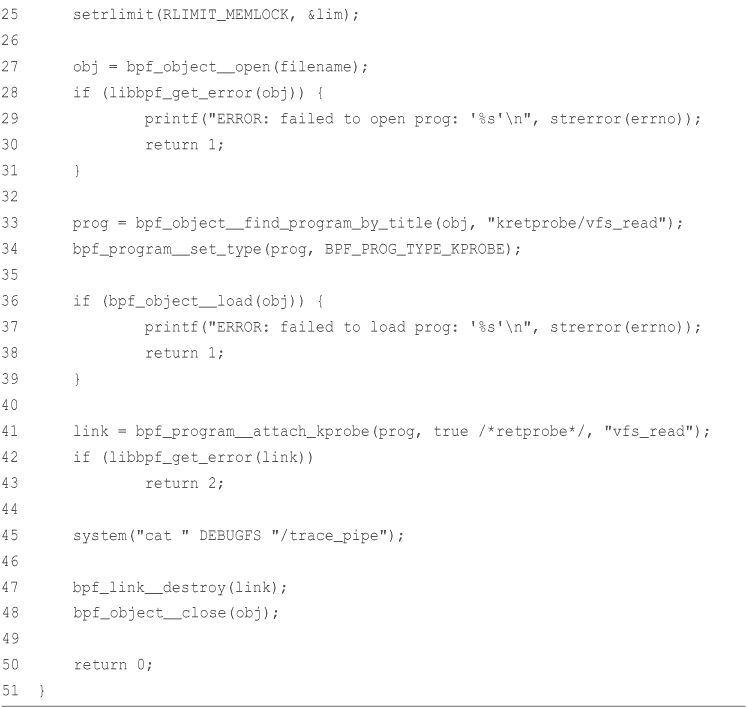 25 setrlimit(RLIMIT_MEMLOCK, &lim);
26
27 obj = bpf_object__open(filename);
28 if (libbpf_get_error(obj)) {
29 printf("ERROR: failed to open prog: '%s'\n", strerror(errno));
30 return 1;
31 }
32
33 prog = bpf_object__find_program_by_title(obj, "kretprobe/vfs_read");
34 bpf_program__set_type(prog, BPF_PROG_TYPE_KPROBE);
35
36 if (bpf_object__load(obj)) {
37 printf("ERROR: failed to load prog: '%s'\n", strerror(errno));
38 return 1;
39 }
40
41 link = bpf_program__attach_kprobe(prog, true /*retprobe*/, "vfs_read");
42 if (libbpf_get_error(link))
43 return 2;
44
45 system("cat " DEBUGFS "/trace_pipe");
46
47 bpf_link__destroy(link);
48 bpf_object__close(obj);
49
50 return 0;
51 }